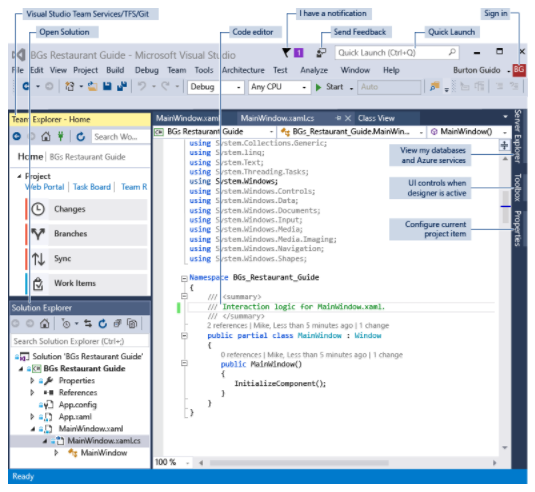 Visual Studio Team Services/TFS/Git
I have a notification
Sign in
Open Solution
Code editor
Send Feedback
Quick Launch
BGs Restaurant Guide - Microsoft Visual Studio
1
Quick Launch (Ctrl+Q)
File Edit View Project Build Debug Team Tools Architecture Test Analyze Window Help
Burton Guido
BG
Debug
Any CPU
Start
Auto
Team Explorer - Home
Search Wo...
Home | BGs Restaurant Guide
Project
Web Portal | Task Board | Team R
Changes
Branches
Sync
Work Items
Solution Explorer
Search Solution Explorer (Ctrl+;)
Solution 'BGs Restaurant Guide'
BGs Restaurant Guide
Properties
References
App.config
App.xaml
MainWindow.xaml
MainWindow.xaml.cs
MainWindow
MainWindow.xaml
MainWindow.xaml.cs
Class View
BGs Restaurant Guide
BGs_Restaurant_Guide.MainWin...
MainWindow()
using System.Collections.Generic;
using System.linq;
using System.Text;
using System.Threading.Tasks;
using System.Windows;
using System.Windows.Controls;
using System.Windows.Data;
using System.Windows.Documents;
using System.Windows.Input;
using System.Windows.Media;
using System.Windows.Media.Imaging;
using System.Windows.Navigation;
using System.Windows.Shapes;
Namespace BGs_Restaurant_Guide
{
/// <summary>
/// Interaction logic for MainWindow.xaml.
/// </summary>
2 references | Mike, Less than 5 minutes ago | 1 change
public partial class MainWindow : Window
{
0 references | Mike, Less than 5 minutes ago | 1 change
public MainWindow()
{
InitializeComponent();
}
}
}
100 %
View my databases
and Azure services
UI controls when
designer is active
Configure current
project item
Server Explorer
Toolbox
Properties
Ready